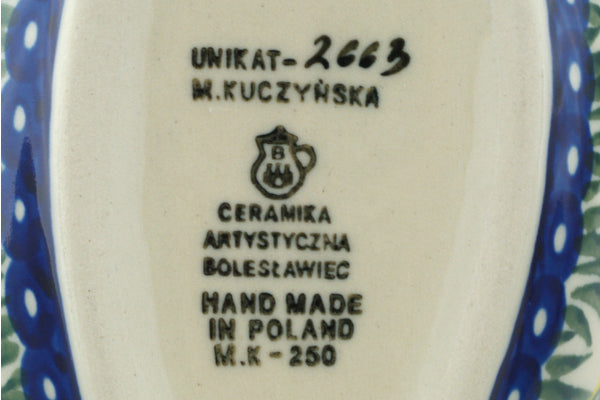 UNIKAT-2663
M.KUCZYŃSKA
B
CERAMIKA
ARTYSTYCZNA
BOLESŁAWIEC
HAND MADE
IN POLAND
M.K-250